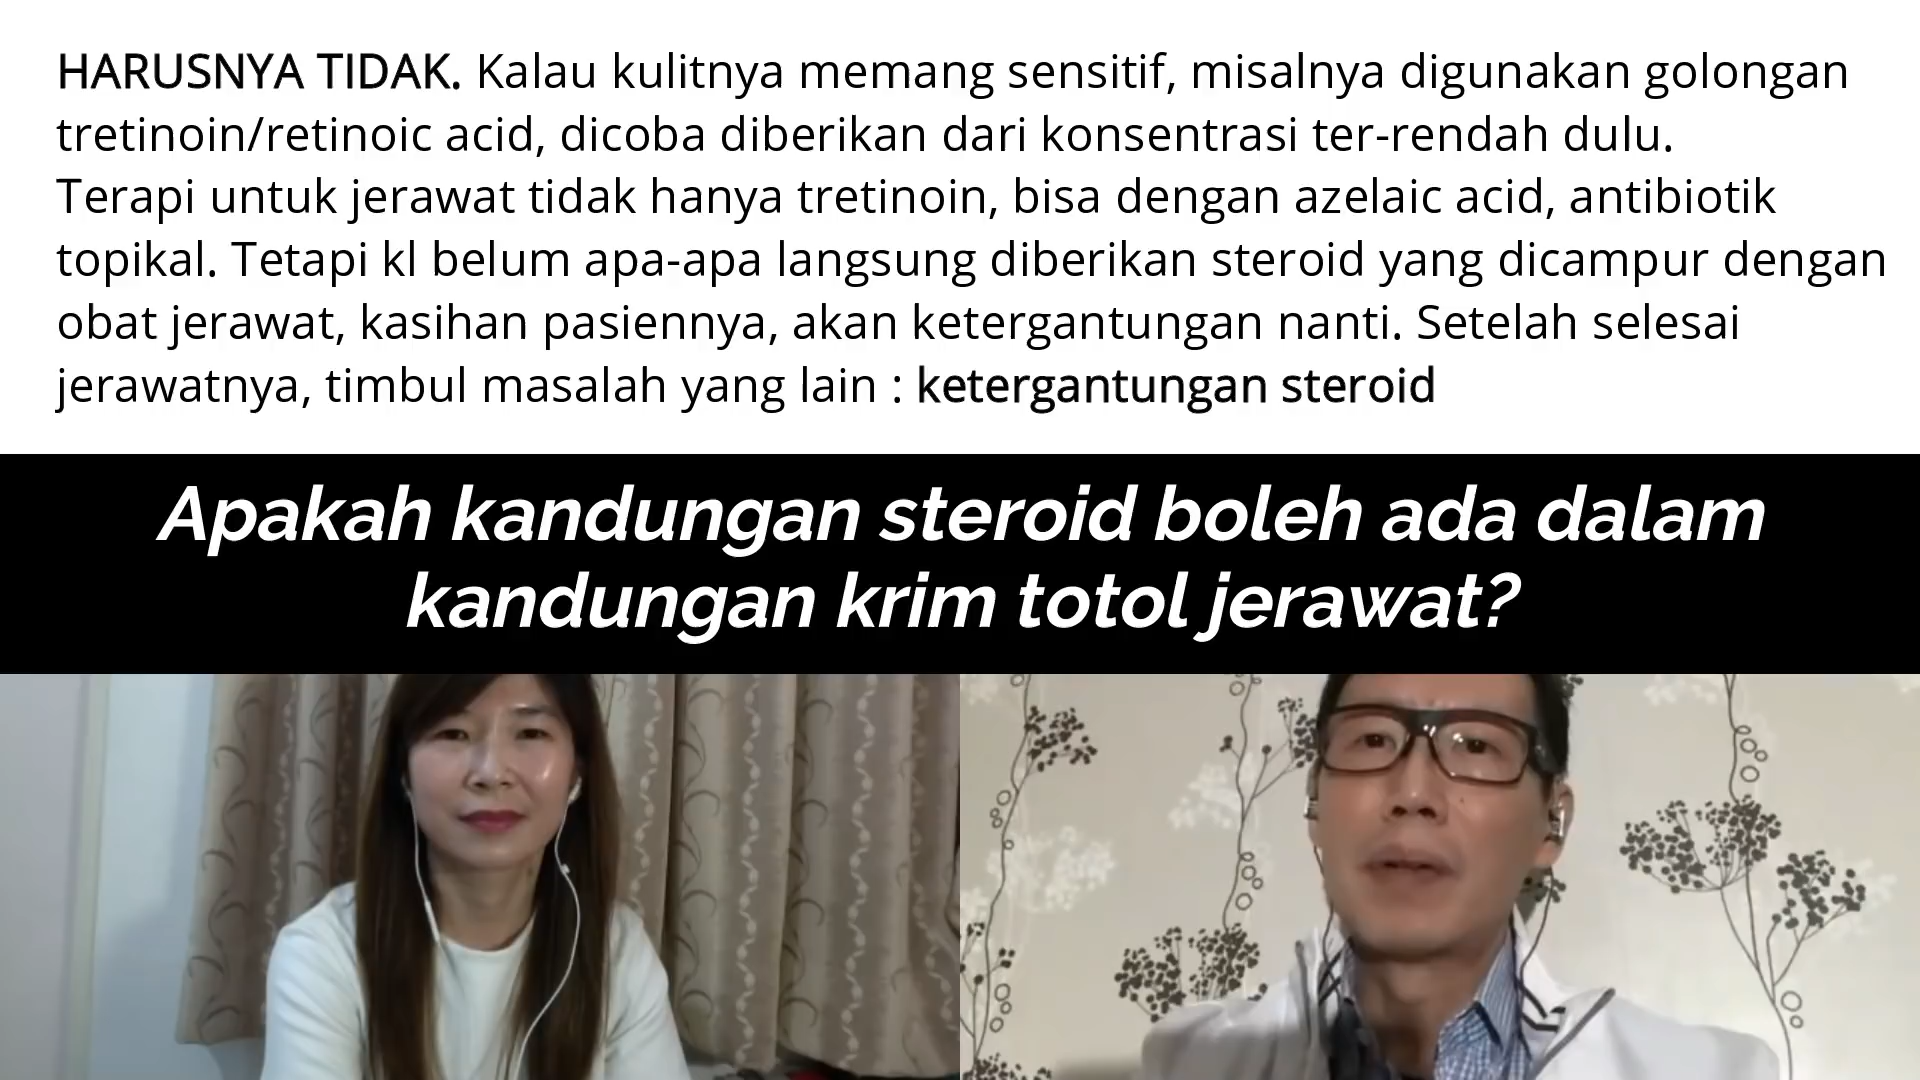 HARUSNYA TIDAK. Kalau kulitnya memang sensitif, misalnya digunakan golongan
tretinoin/retinoic acid, dicoba diberikan dari konsentrasi ter-rendah dulu.
Terapi untuk jerawat tidak hanya tretinoin, bisa dengan azelaic acid, antibiotik
topikal. Tetapi kl belum apa-apa langsung diberikan steroid yang dicampur dengan
obat jerawat, kasihan pasiennya, akan ketergantungan nanti. Setelah selesai
jerawatnya, timbul masalah yang lain : ketergantungan steroid
Apakah kandungan steroid boleh ada dalam
kandungan krim totol jerawat?